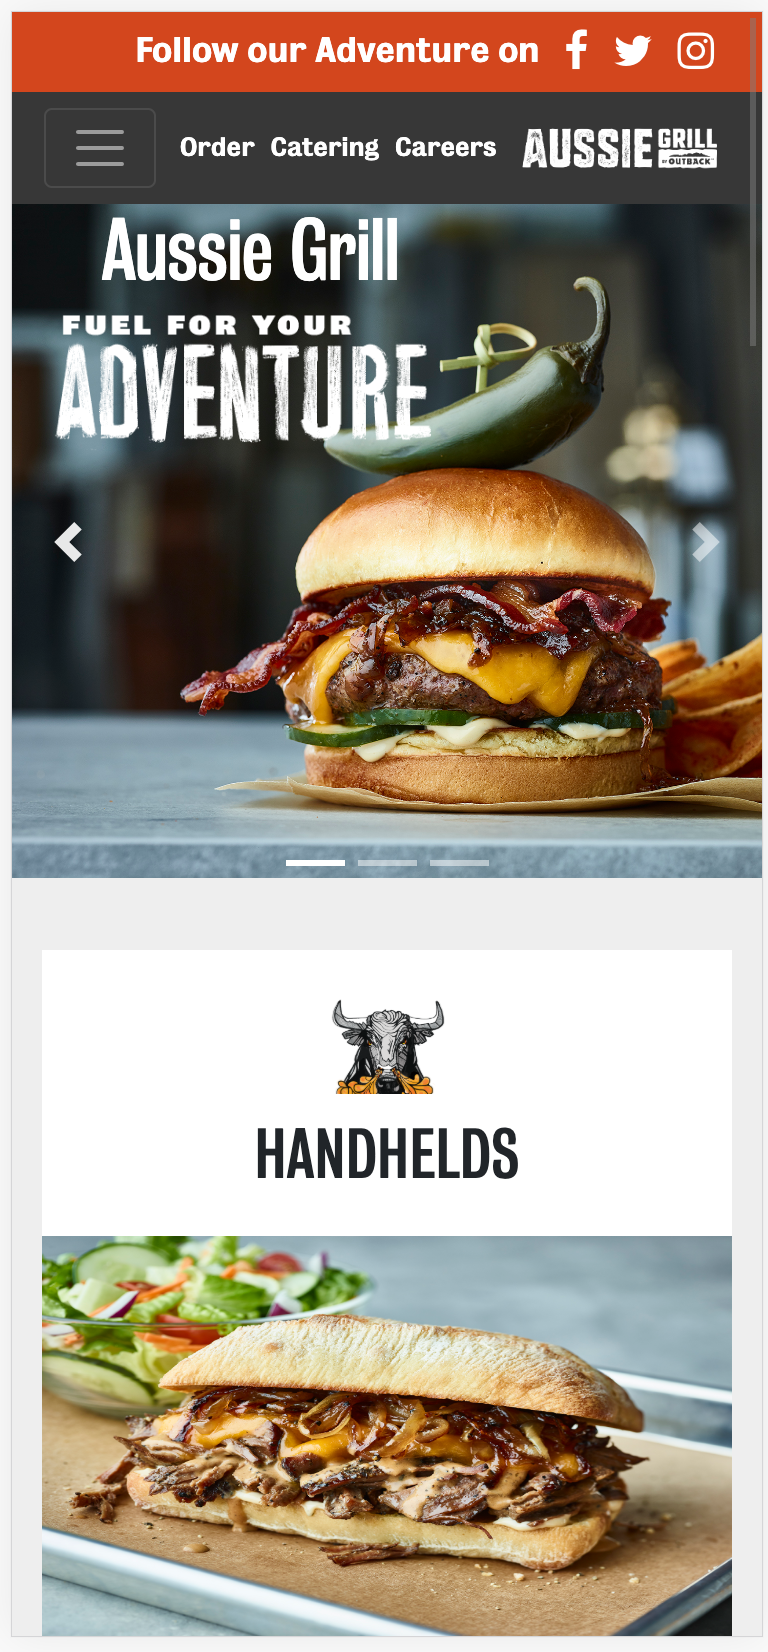 Follow our Adventure on
Order Catering Careers AUSSIE GRILL BY OUTBACK
Aussie Grill
FUEL FOR YOUR
ADVENTURE
HANDHELDS